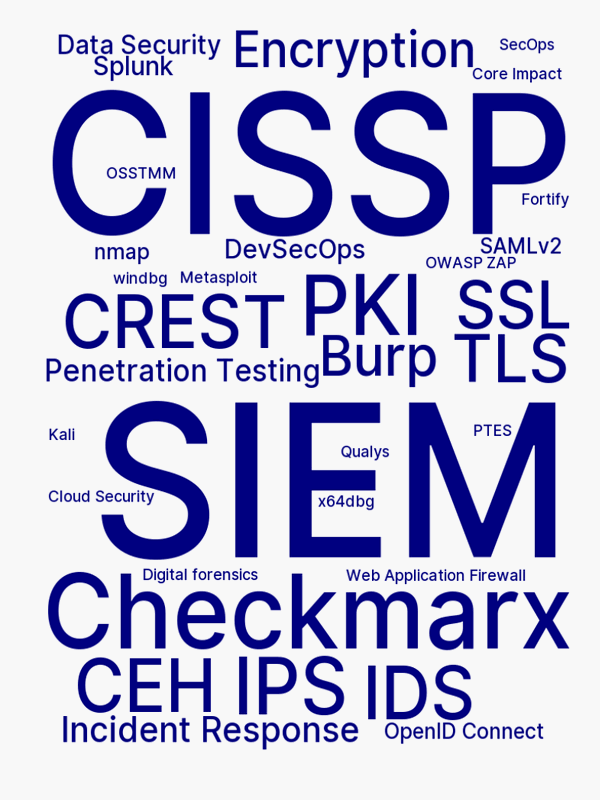 Data Security
Encryption
SecOps
Splunk
Core Impact
CISSP
OSSTMM
Fortify
nmap
DevSecOps
SAMLv2
OWASP ZAP
windbg
Metasploit
CREST
PKI
SSL
Penetration Testing
Burp
TLS
SIEM
Kali
PTES
Qualys
Cloud Security
x64dbg
Digital forensics
Web Application Firewall
Checkmarx
CEH
IPS
IDS
Incident Response
OpenID Connect